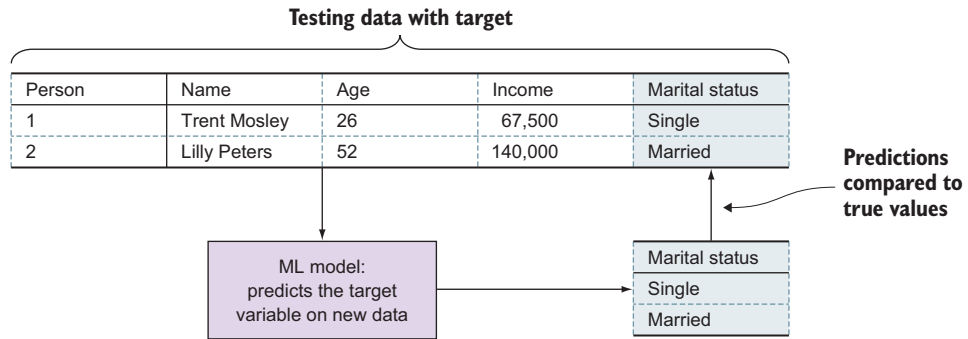 Testing data with target
Person Name Age Income Marital status
1 Trent Mosley 26 67,500 Single
2 Lilly Peters 52 140,000 Married
Predictions
compared to
true values
ML model:
predicts the target
variable on new data
Marital status
Single
Married